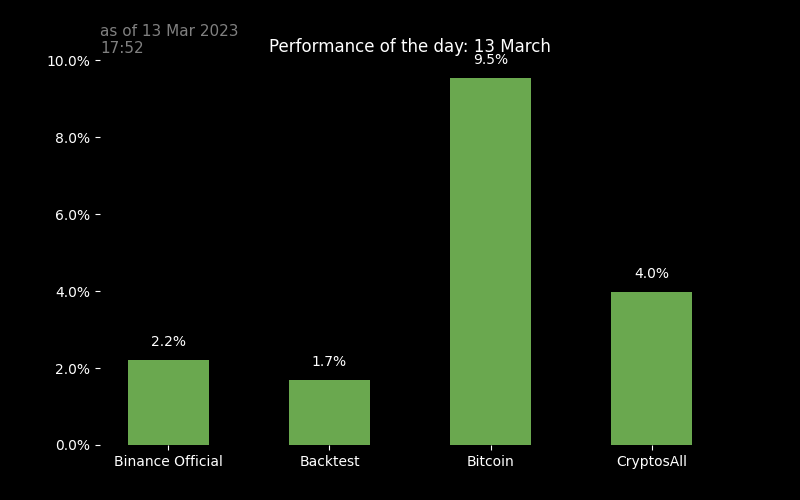 as of 13 Mar 2023
17:52
Performance of the day: 13 March
10.0%
8.0%
6.0%
4.0%
2.0%
0.0%
2.2%
1.7%
9.5%
4.0%
Binance Official
Backtest
Bitcoin
CryptosAll